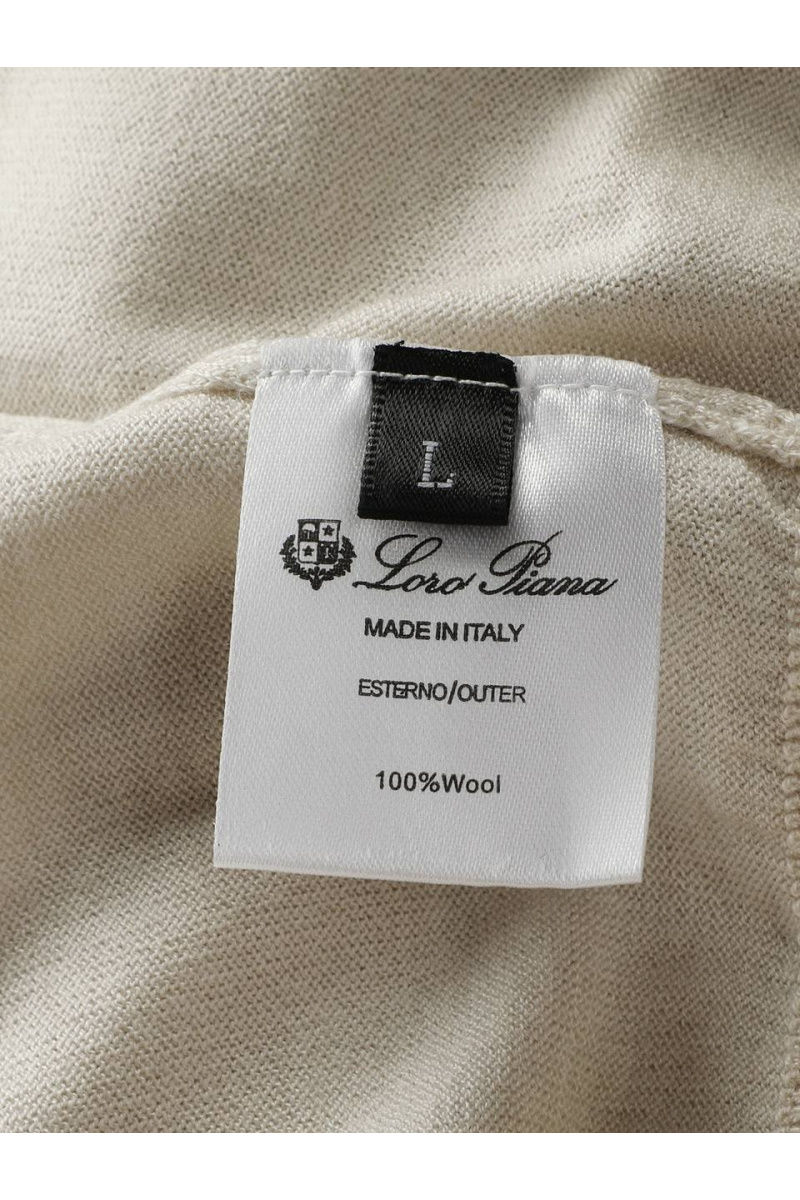 L
Loro Piana
MADE IN ITALY
ESTERNO/OUTER
100%Wool